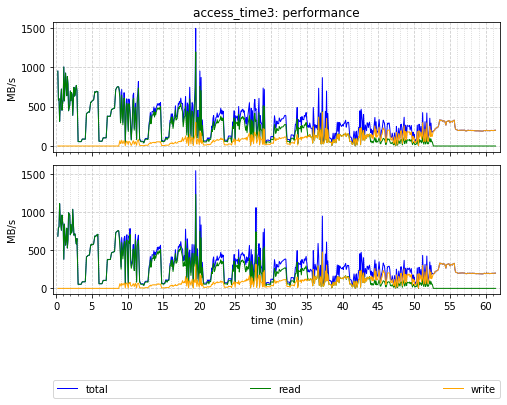 access_time3: performance
1500
1000
500
0
MB/s
1500
1000
500
0
MB/s
0 5 10 15 20 25 30 35 40 45 50 55 60
time (min)
total read write